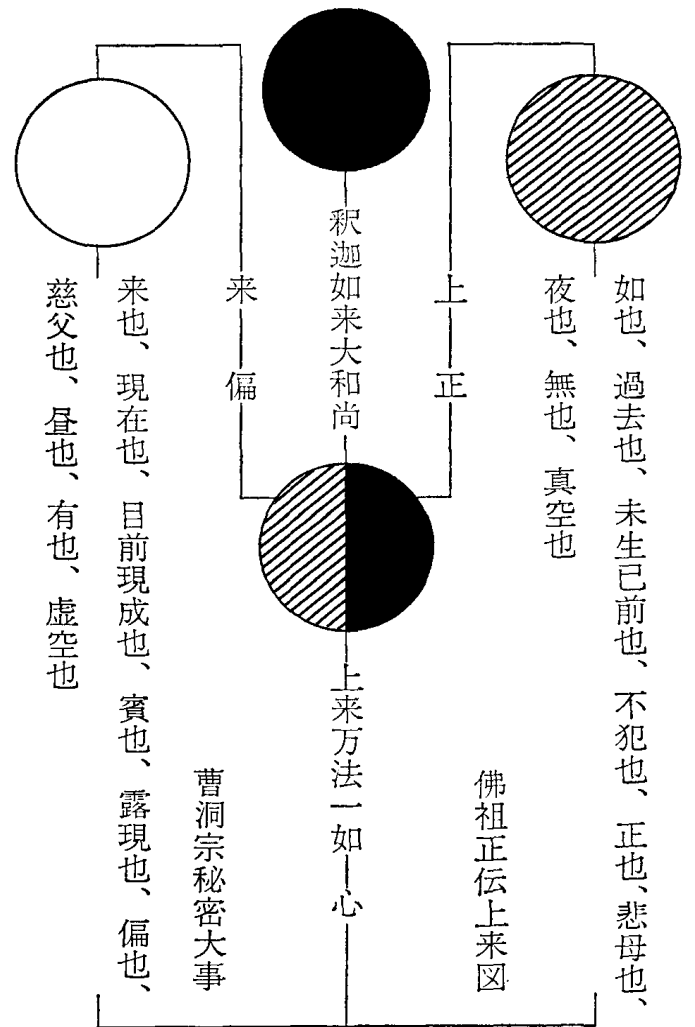 如也、過去也、未生已前也、不犯也、正也、悲母也、
夜也、無也、真空也
佛祖正伝上来図
上正
釈迦如来大和尚
上来万法一如心
来偏
曹洞宗秘密大事
来也、現在也、目前現成也、賓也、露現也、偏也、
慈父也、昼也、有也、虚空也